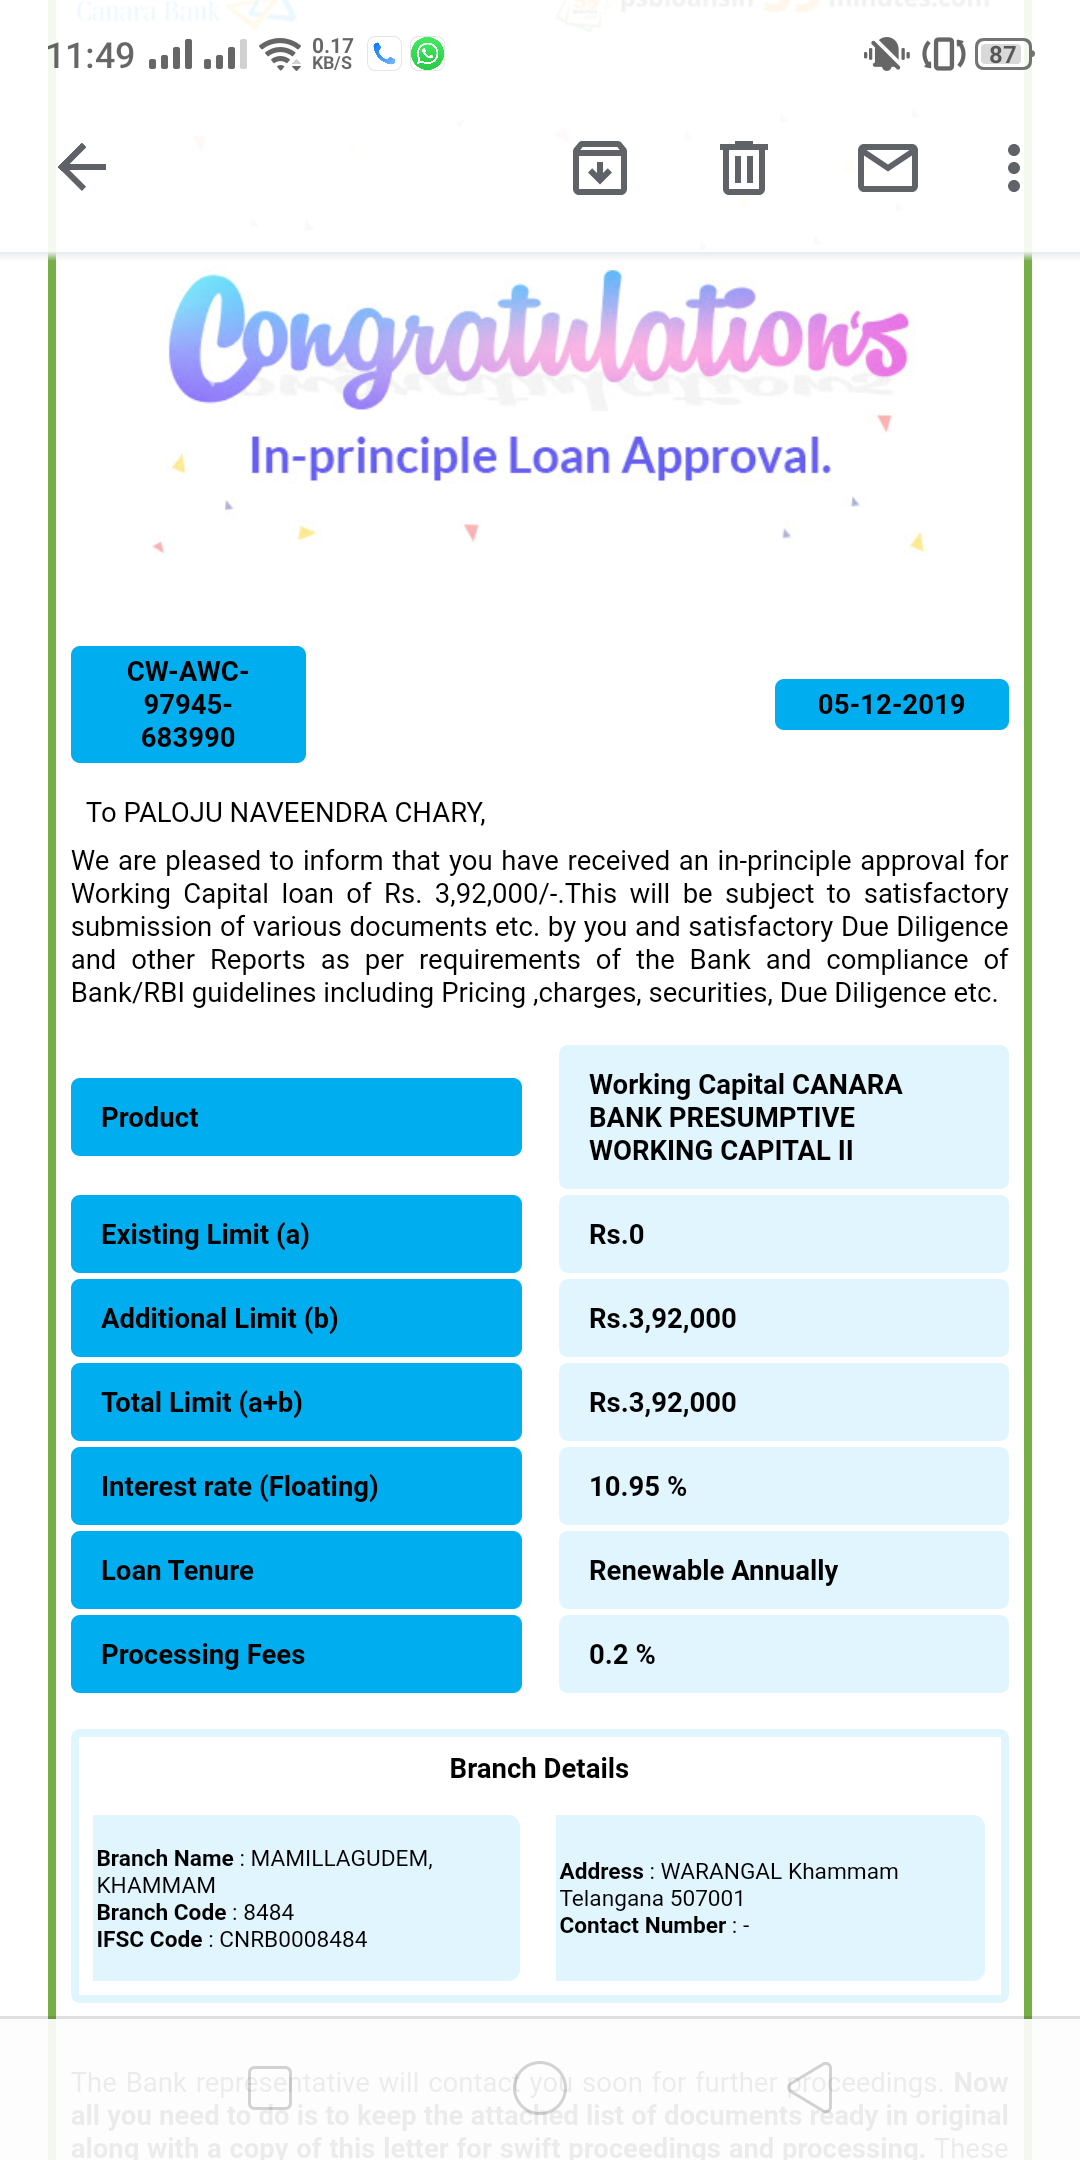 Canara Bank
psbloansin 59 minutes.com
11:49
0.17
KB/S
87
Congratulation's
In-principle Loan Approval.
CW-AWC-
97945-
683990
05-12-2019
To PALOJU NAVEENDRA CHARY,
We are pleased to inform that you have received an in-principle approval for
Working Capital loan of Rs. 3,92,000/-.This will be subject to satisfactory
submission of various documents etc. by you and satisfactory Due Diligence
and other Reports as per requirements of the Bank and compliance of
Bank/RBI guidelines including Pricing ,charges, securities, Due Diligence etc.
Product
Working Capital CANARA
BANK PRESUMPTIVE
WORKING CAPITAL II
Existing Limit (a)
Rs.0
Additional Limit (b)
Rs.3,92,000
Total Limit (a+b)
Rs.3,92,000
Interest rate (Floating)
10.95 %
Loan Tenure
Renewable Annually
Processing Fees
0.2 %
Branch Details
Branch Name : MAMILLAGUDEM,
KHAMMAM
Branch Code : 8484
IFSC Code : CNRB0008484
Address : WARANGAL Khammam
Telangana 507001
Contact Number : -
The Bank representative will contact you soon for further proceedings. Now
all you need to do is to keep the attached list of documents ready in original
along with a copy of this letter for swift proceedings and processing. These